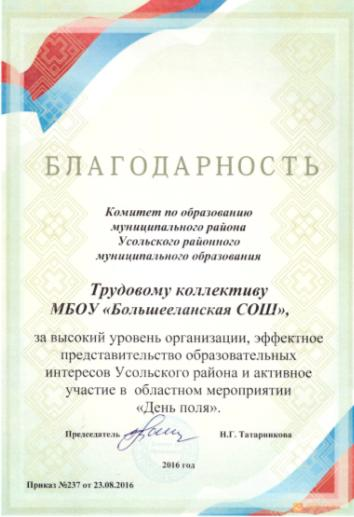 БЛАГОДАРНОСТЬ
Комитет по образованию
муниципального района
Усольского районного
муниципального образования
Трудовому коллективу
МБОУ «Большееланская СОШ»,
за высокий уровень организации, эффектное
представительство образовательных
интересов Усольского района и активное
участие в областном мероприятии
«День поля».
Председатель Н.Г. Татаринкова
2016 год
Приказ №237 от 23.08.2016